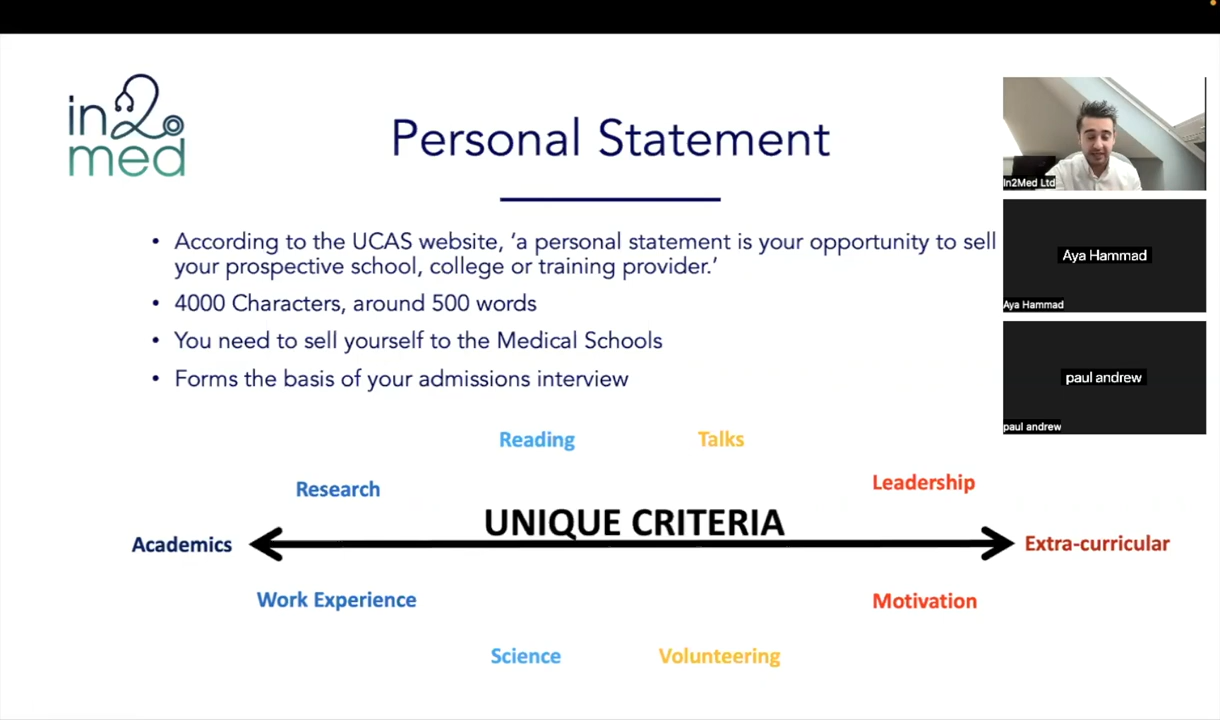 in2
med
Personal Statement
• According to the UCAS website, ‘a personal statement is your opportunity to sell
your prospective school, college or training provider.’
• 4000 Characters, around 500 words
• You need to sell yourself to the Medical Schools
• Forms the basis of your admissions interview
Reading
Talks
Research
Leadership
UNIQUE CRITERIA
Academics
Extra-curricular
Work Experience
Motivation
Science
Volunteering
In2Med Ltd
Aya Hammad
Aya Hammad
paul andrew
paul andrew